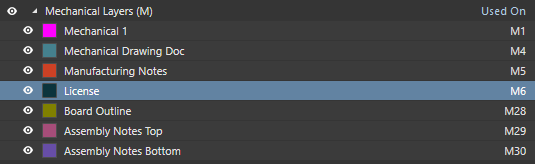 Mechanical Layers (M) Used On
Mechanical 1 M1
Mechanical Drawing Doc M4
Manufacturing Notes M5
License M6
Board Outline M28
Assembly Notes Top M29
Assembly Notes Bottom M30